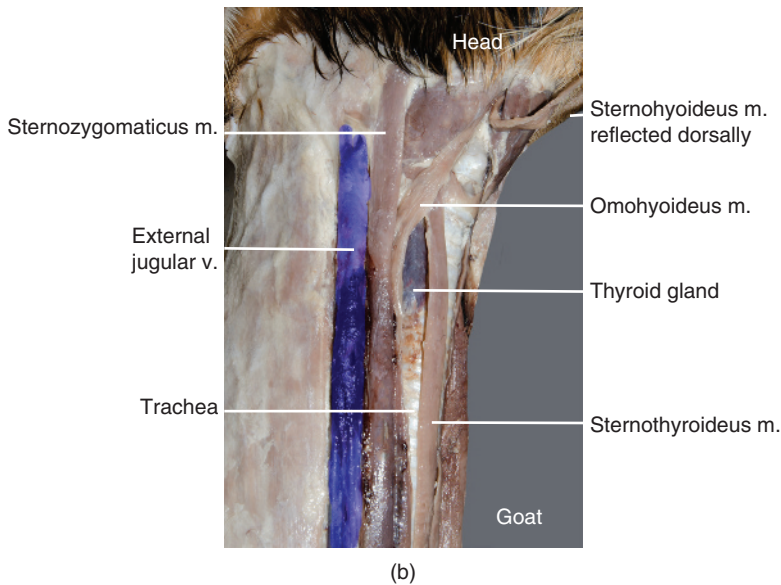 Head
Sternozygomaticus m.
Sternohyoideus m.
reflected dorsally
Omohyoideus m.
External
jugular v.
Thyroid gland
Trachea
Sternothyroideus m.
Goat
(b)